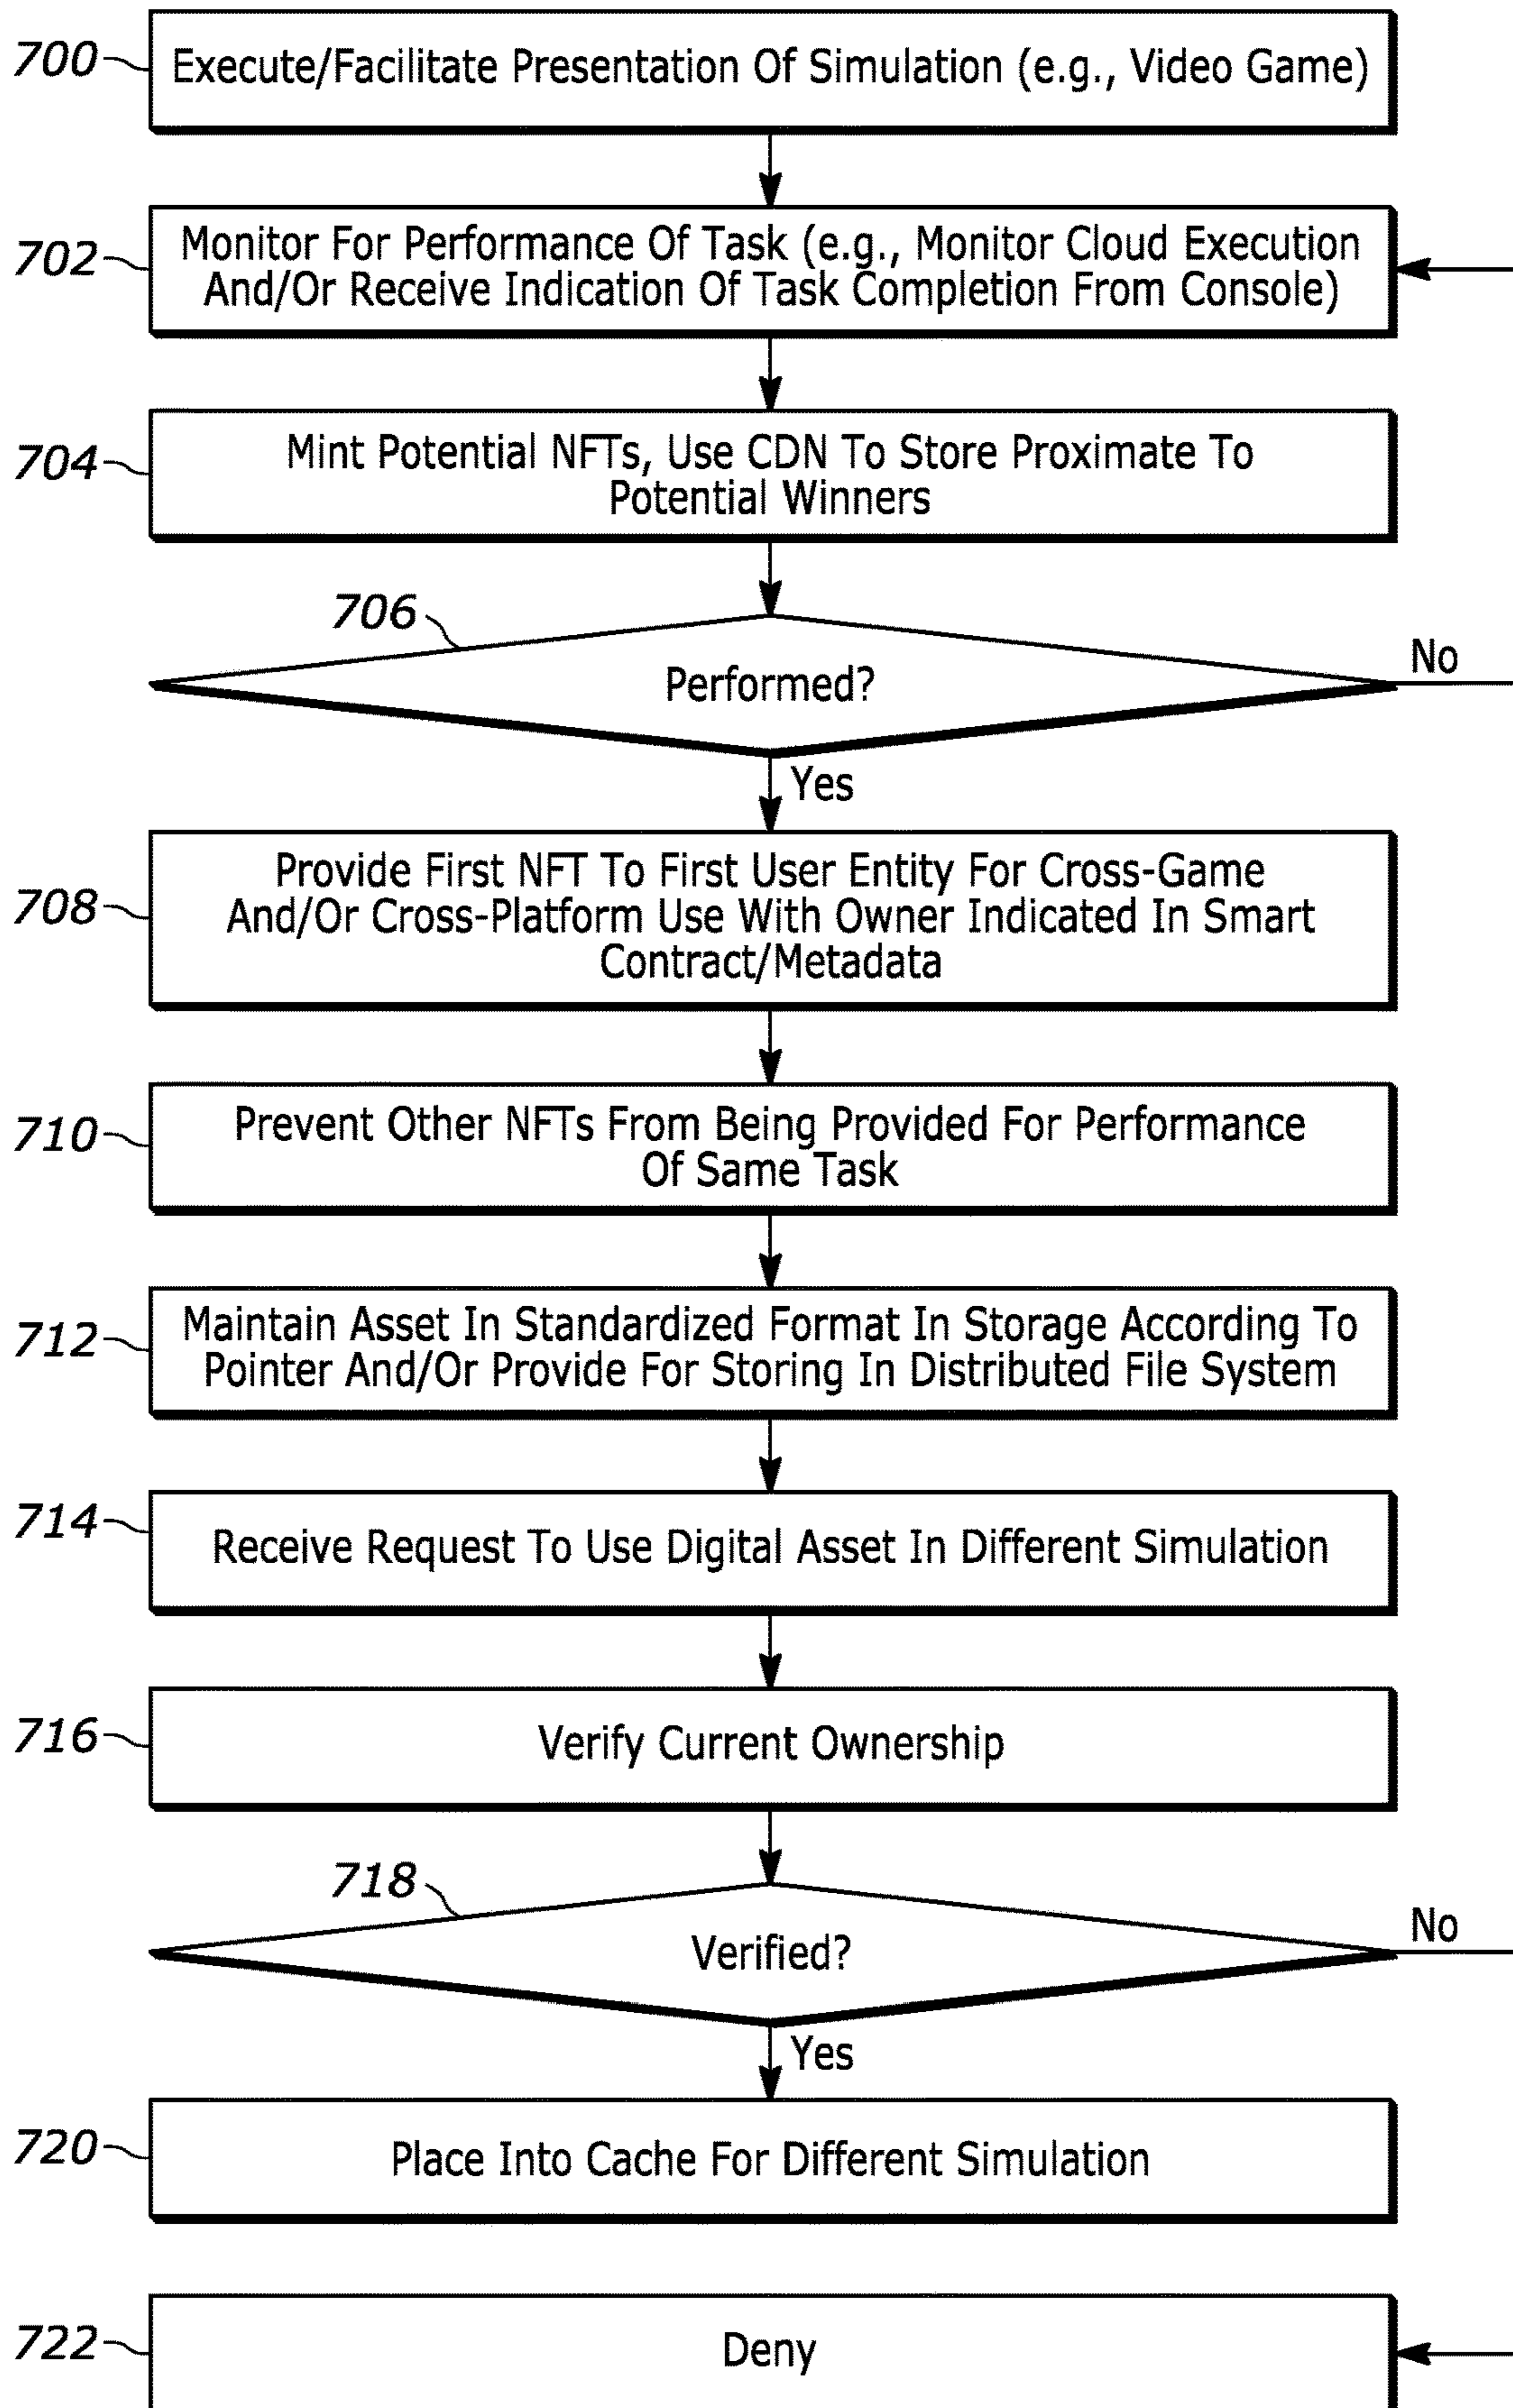 700
Execute/Facilitate Presentation Of Simulation (e.g., Video Game)
702
Monitor For Performance Of Task (e.g., Monitor Cloud Execution
And/Or Receive Indication Of Task Completion From Console)
704
Mint Potential NFTs, Use CDN To Store Proximate To
Potential Winners
706
Performed?
No
Yes
708
Provide First NFT To First User Entity For Cross-Game
And/Or Cross-Platform Use With Owner Indicated In Smart
Contract/Metadata
710
Prevent Other NFTs From Being Provided For Performance
Of Same Task
712
Maintain Asset In Standardized Format In Storage According To
Pointer And/Or Provide For Storing In Distributed File System
714
Receive Request To Use Digital Asset In Different Simulation
716
Verify Current Ownership
718
Verified?
No
Yes
720
Place Into Cache For Different Simulation
722
Deny